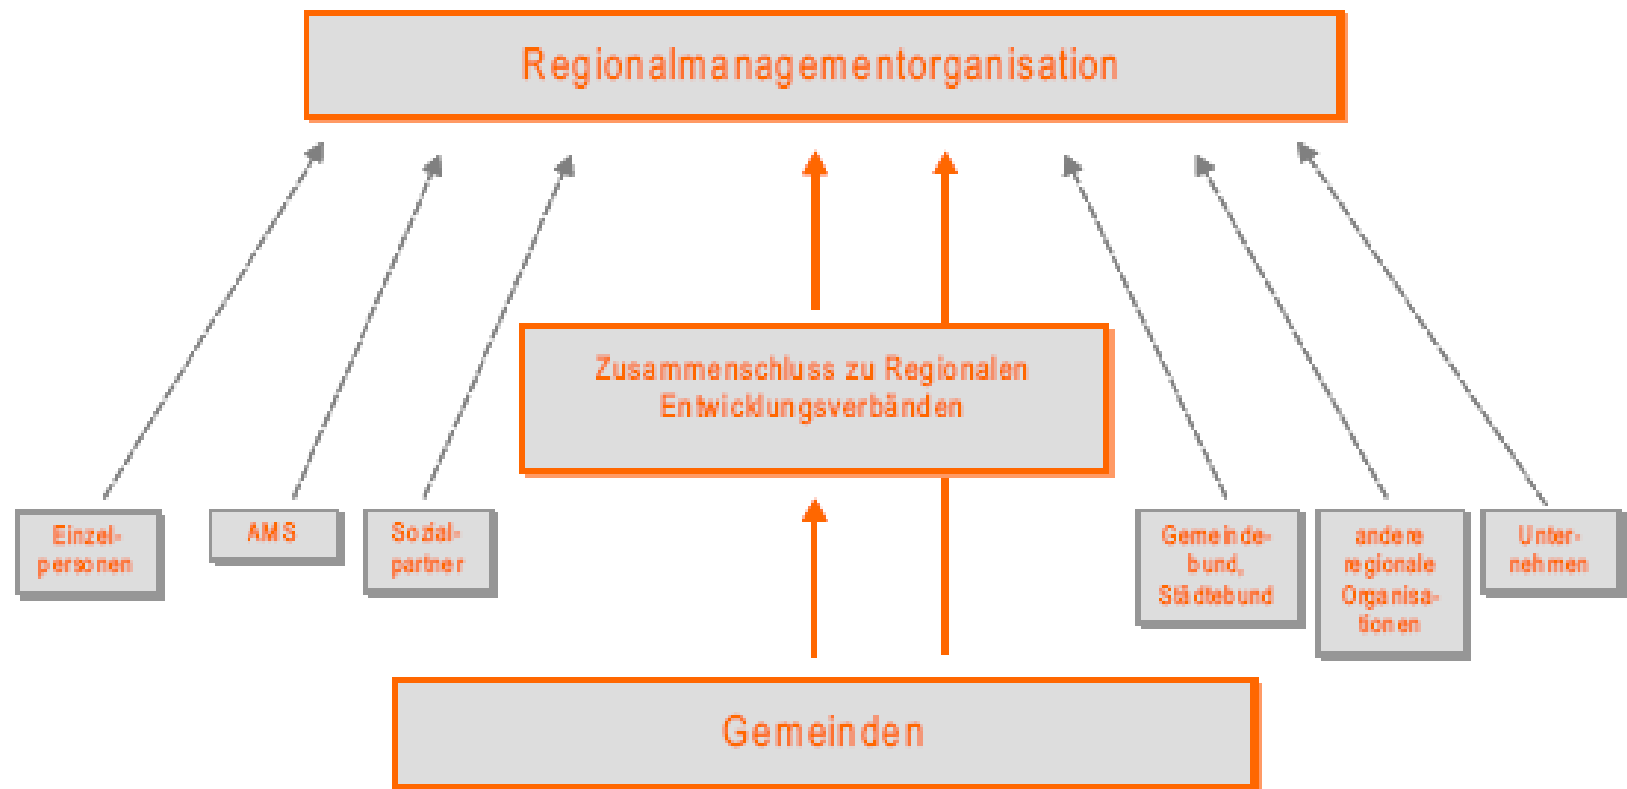 Regionalmanagementorganisation
Zusammenschluss zu Regionalen
Entwicklungsverbänden
Einzel-
personen
AMS
Sozial-
partner
Gemeinde-
bund,
Städtebund
andere
regionale
Organisa-
tionen
Unter-
nehmen
Gemeinden